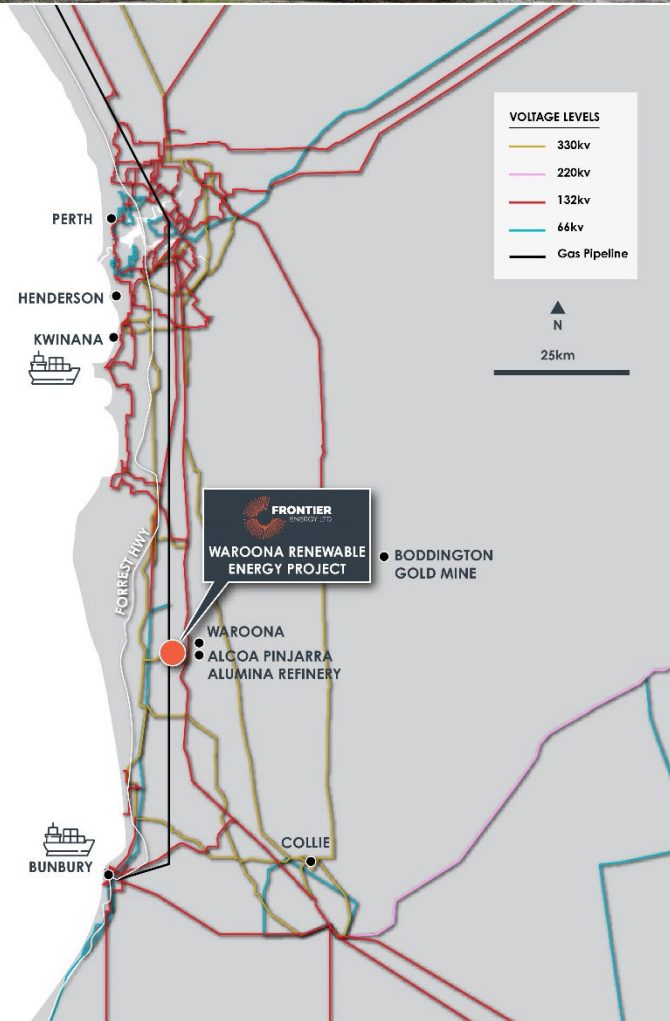 VOLTAGE LEVELS
330kv
220kv
132kv
66kv
Gas Pipeline
N
25km
PERTH
HENDERSON
KWINANA
FORREST HWY
FRONTIER
ENERGY LTD
WAROONA RENEWABLE
ENERGY PROJECT
BODDINGTON
GOLD MINE
WAROONA
ALCOA PINJARRA
ALUMINA REFINERY
COLLIE
BUNBURY